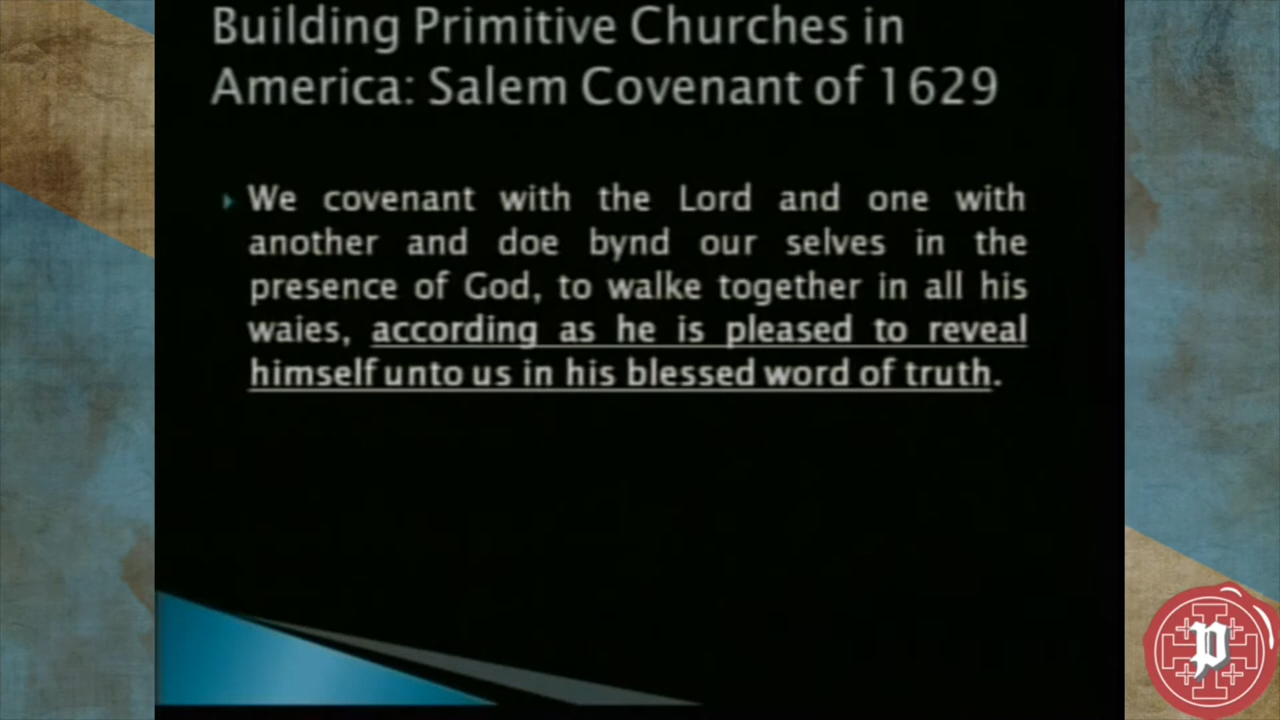 Building Primitive Churches in
America: Salem Covenant of 1629
We covenant with the Lord and one with
another and doe bynd our selves in the
presence of God, to walke together in all his
waies, according as he is pleased to reveal
himself unto us in his blessed word of truth.
p